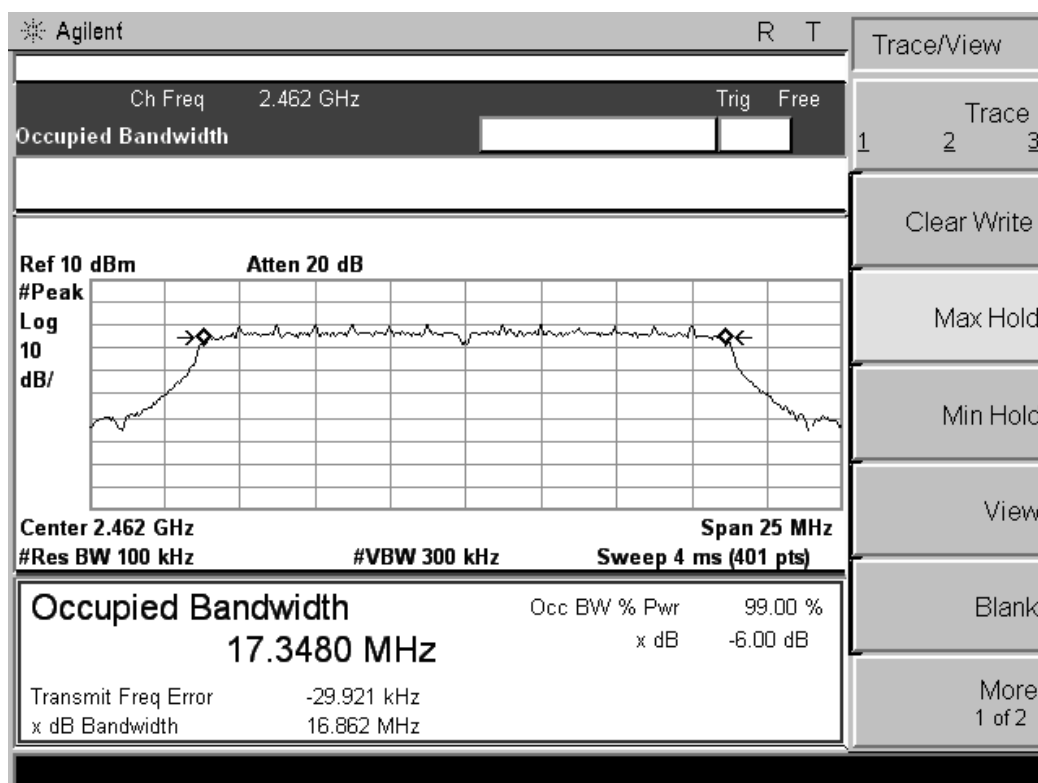 Agilent R T
Ch Freq 2.462 GHz Trig Free
Occupied Bandwidth
Ref 10 dBm Atten 20 dB
#Peak
Log
10
dB/
Center 2.462 GHz Span 25 MHz
#Res BW 100 kHz #VBW 300 kHz Sweep 4 ms (401 pts)
Occupied Bandwidth
17.3480 MHz
Occ BW % Pwr 99.00 %
x dB -6.00 dB
Transmit Freq Error -29.921 kHz
x dB Bandwidth 16.862 MHz
Trace/View
Trace
1 2 3
Clear Write
Max Hold
Min Hold
View
Blank
More
1 of 2